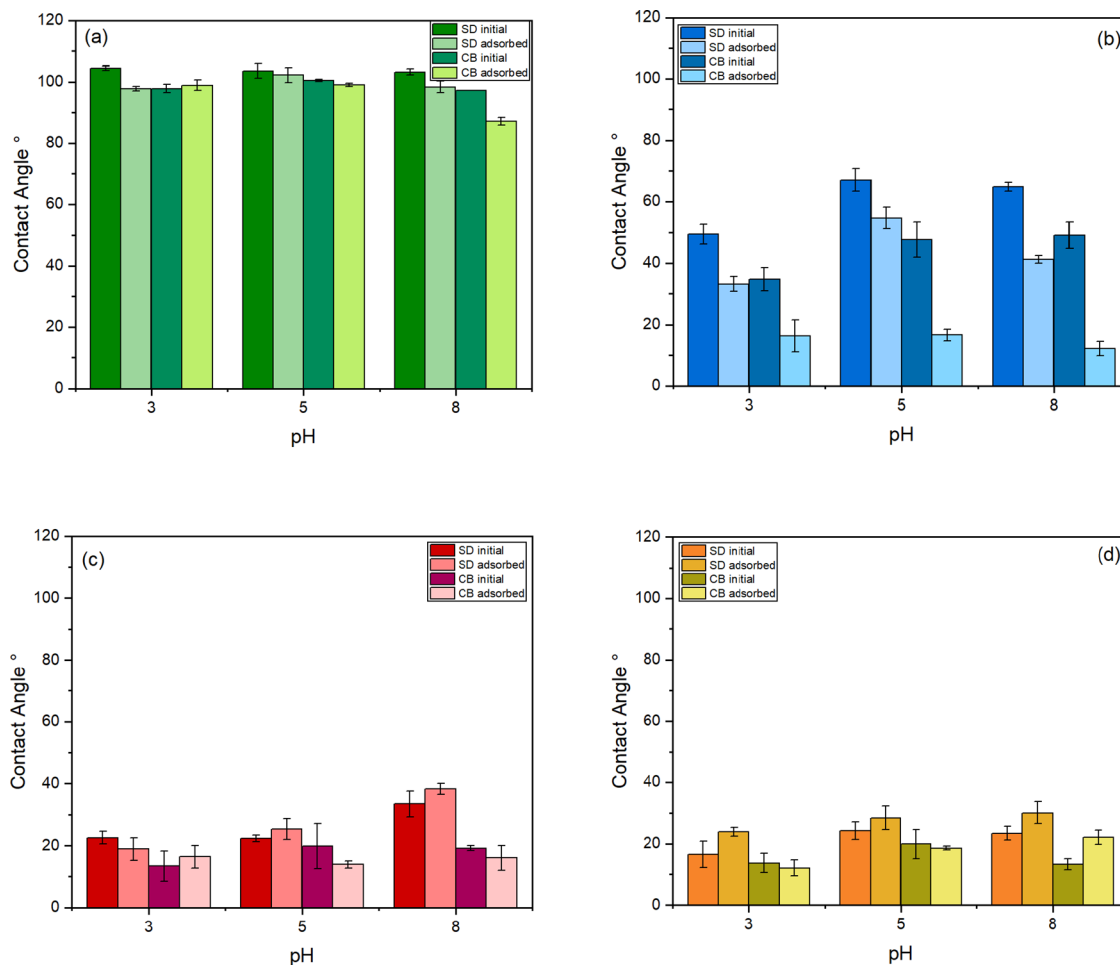 (a)
SD initial
SD adsorbed
CB initial
CB adsorbed
120
100
80
60
40
20
0
Contact Angle °
3
5
8
pH
(b)
SD initial
SD adsorbed
CB initial
CB adsorbed
120
100
80
60
40
20
0
Contact Angle °
3
5
8
pH
(c)
SD initial
SD adsorbed
CB initial
CB adsorbed
120
100
80
60
40
20
0
Contact Angle °
3
5
8
pH
(d)
SD initial
SD adsorbed
CB initial
CB adsorbed
120
100
80
60
40
20
0
Contact Angle °
3
5
8
pH